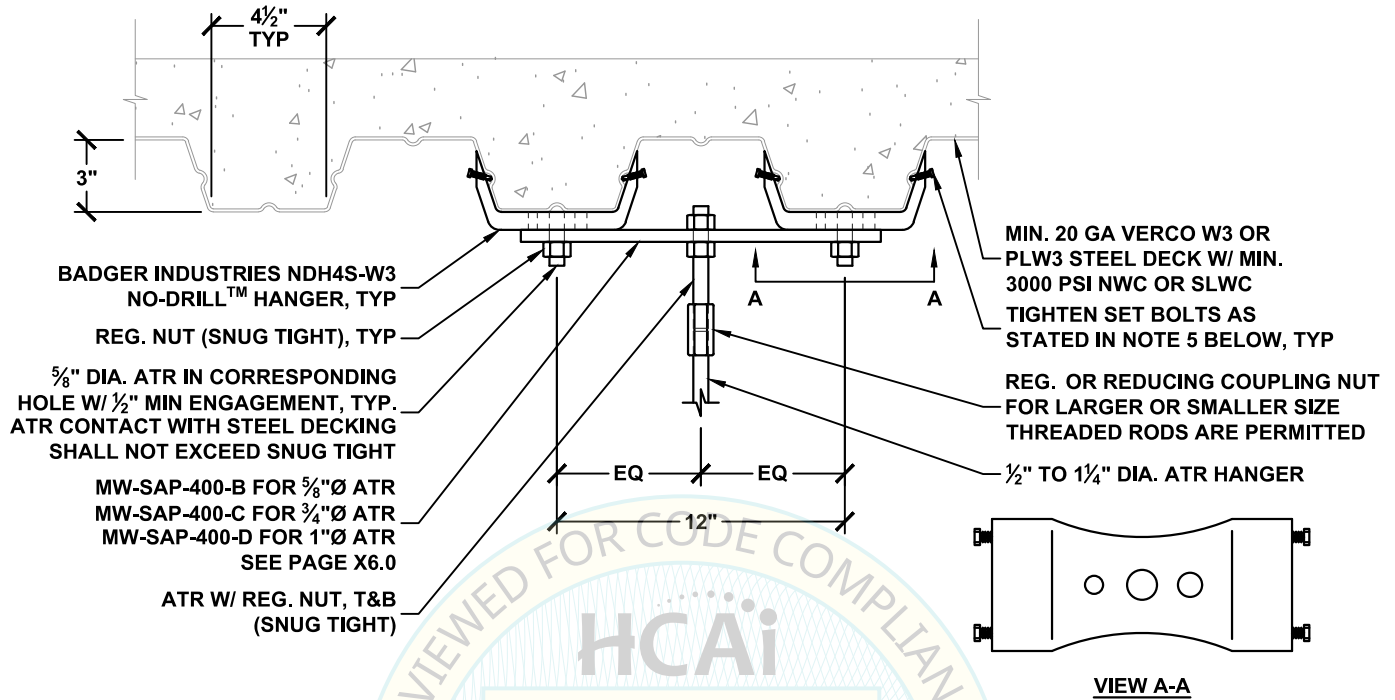 4½"
TYP
3"
BADGER INDUSTRIES NDH4S-W3
NO-DRILL™ HANGER, TYP
REG. NUT (SNUG TIGHT), TYP
⅝" DIA. ATR IN CORRESPONDING
HOLE W/ ½" MIN ENGAGEMENT, TYP.
ATR CONTACT WITH STEEL DECKING
SHALL NOT EXCEED SNUG TIGHT
MW-SAP-400-B FOR ⅝"Ø ATR
MW-SAP-400-C FOR ¾"Ø ATR
MW-SAP-400-D FOR 1"Ø ATR
SEE PAGE X6.0
ATR W/ REG. NUT, T&B
(SNUG TIGHT)
A
A
EQ
EQ
12"
MIN. 20 GA VERCO W3 OR
PLW3 STEEL DECK W/ MIN.
3000 PSI NWC OR SLWC
TIGHTEN SET BOLTS AS
STATED IN NOTE 5 BELOW, TYP
REG. OR REDUCING COUPLING NUT
FOR LARGER OR SMALLER SIZE
THREADED RODS ARE PERMITTED
½" TO 1¼" DIA. ATR HANGER
VIEW A-A
VIEWED FOR CODE COMPLIAN
HCAi